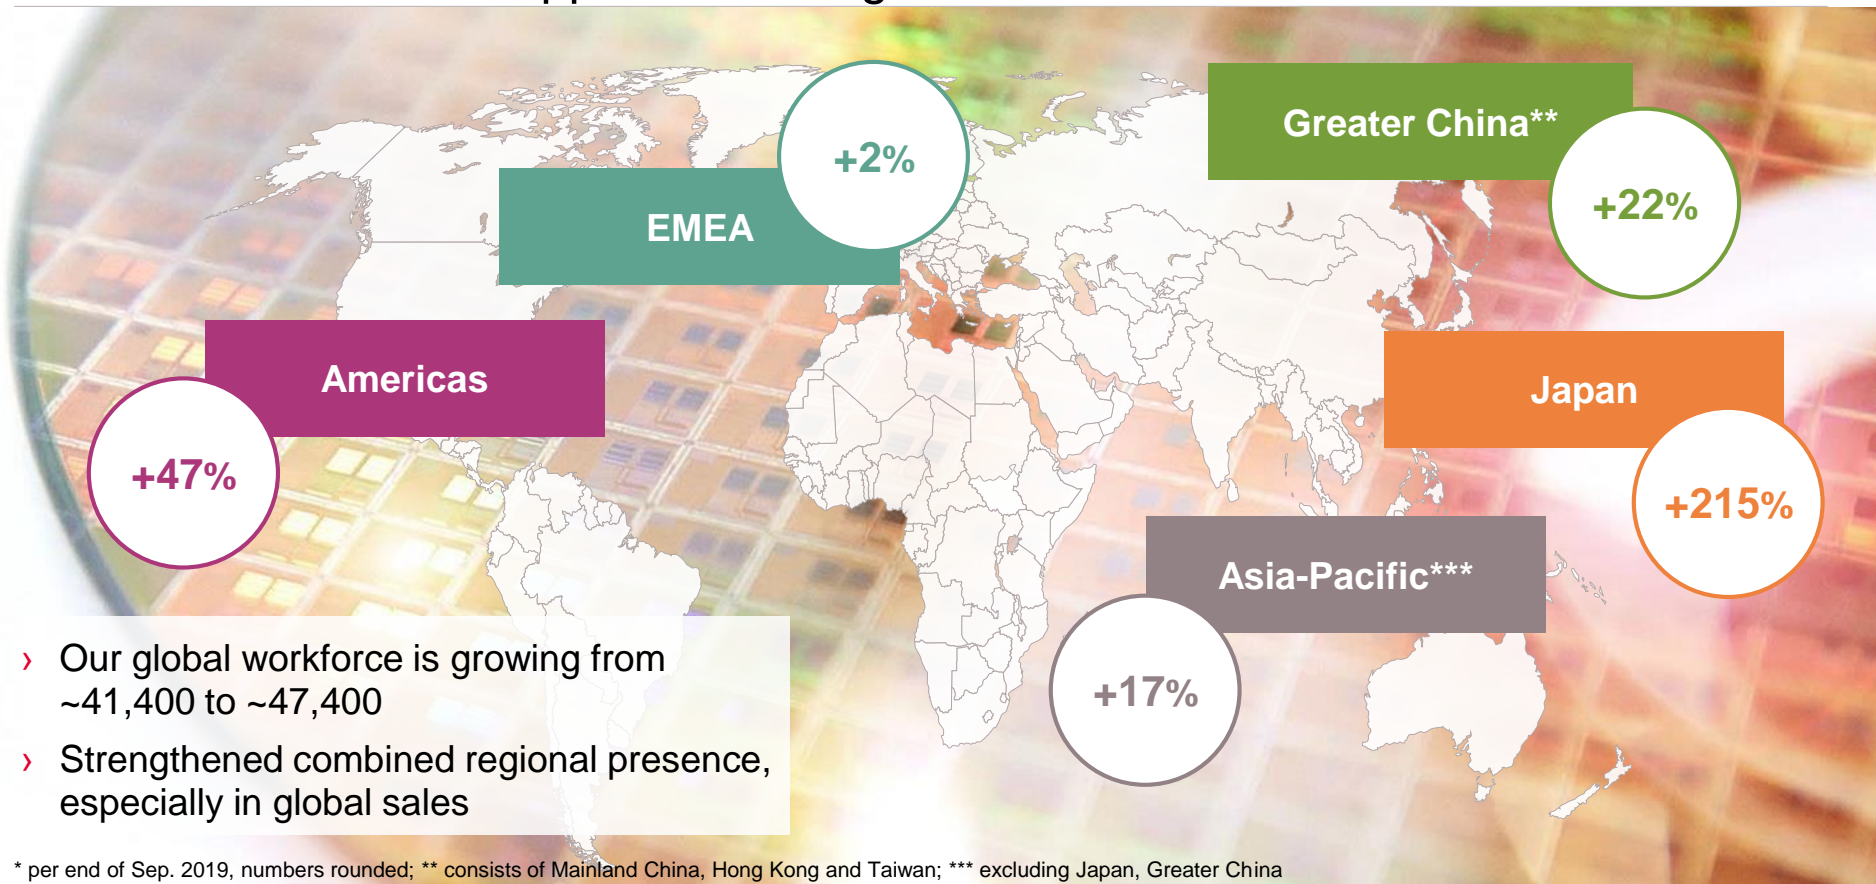 EMEA
+2%
Greater China**
+22%
Americas
+47%
Japan
+215%
Asia-Pacific***
+17%
› Our global workforce is growing from
~41,400 to ~47,400
› Strengthened combined regional presence,
especially in global sales
* per end of Sep. 2019, numbers rounded; ** consists of Mainland China, Hong Kong and Taiwan; *** excluding Japan, Greater China